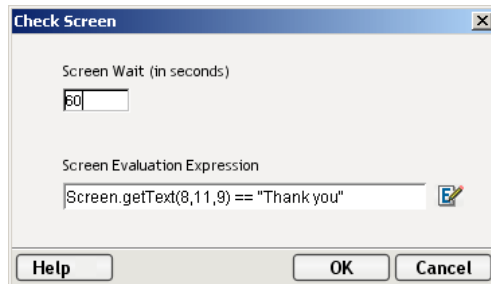 Check Screen
Screen Wait (in seconds)
60
Screen Evaluation Expression
Screen.getText(8,11,9) == "Thank you"
Help
OK
Cancel